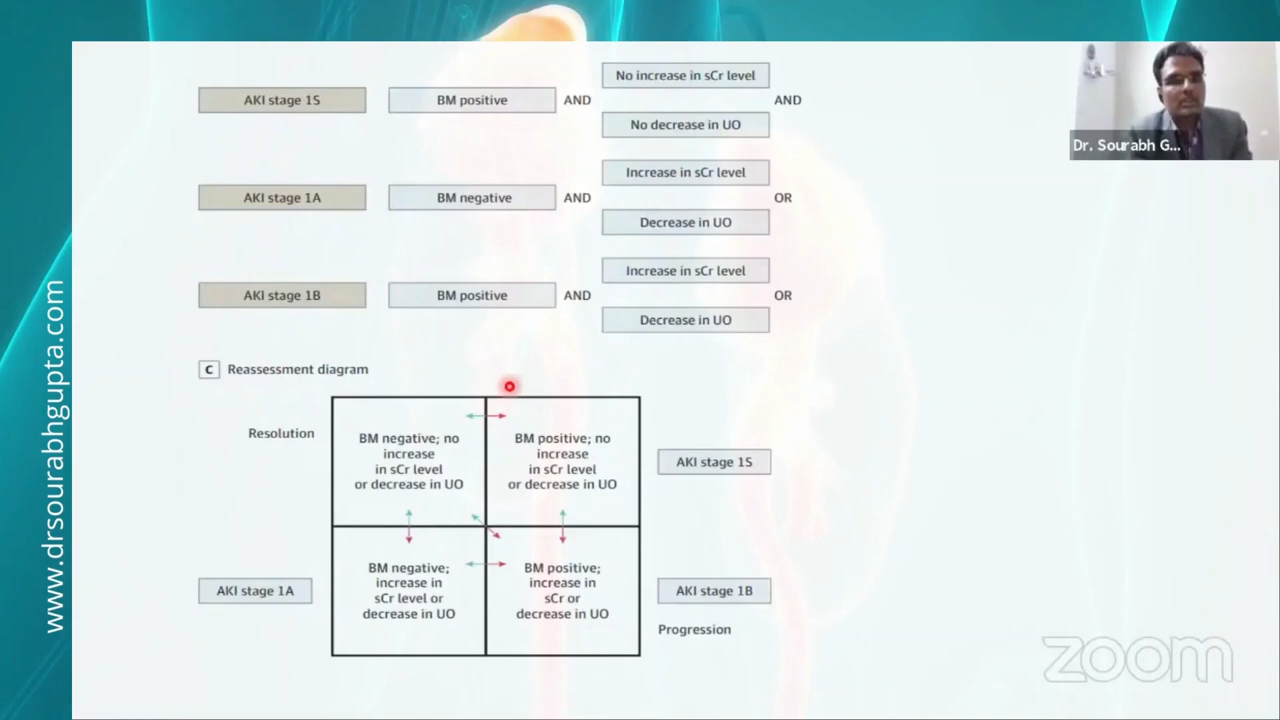 No increase in sCr level
AKI stage 1S BM positive AND AND
No decrease in UO
Increase in sCr level
AKI stage 1A BM negative AND OR
Decrease in UO
Increase in sCr level
AKI stage 1B BM positive AND OR
Decrease in UO
C Reassessment diagram
Resolution
BM negative; no
increase
in sCr level
or decrease in UO
BM positive; no
increase
in sCr level
or decrease in UO
AKI stage 1S
AKI stage 1A
BM negative;
increase in
sCr level or
decrease in UO
BM positive;
increase in
sCr or
decrease in UO
AKI stage 1B
Progression
Dr. Sourabh G...
www.drsourabhgupta.com
zoom